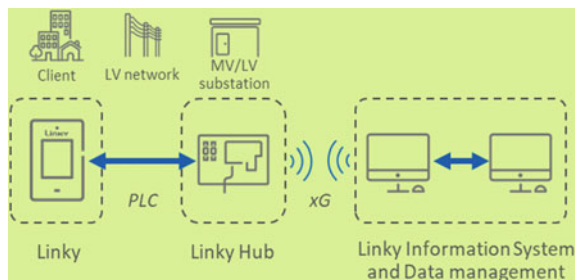 Client
LV network
MV/LV
substation
Linky
PLC
xG
Linky
Linky Hub
Linky Information System
and Data management